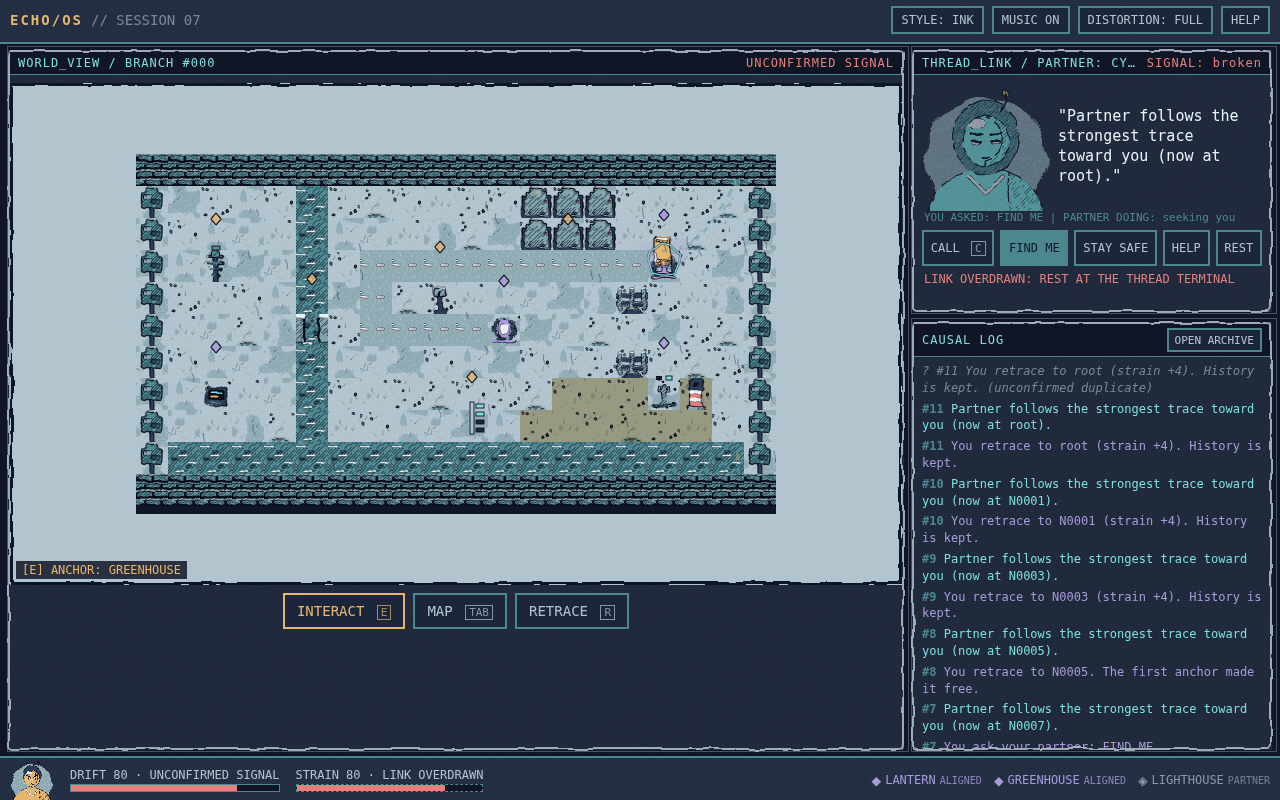 ECHO/OS // SESSION 07
STYLE: INK
MUSIC ON
DISTORTION: FULL
HELP
WORLD_VIEW / BRANCH #000
UNCONFIRMED SIGNAL
[E] ANCHOR: GREENHOUSE
INTERACT E
MAP TAB
RETRACE R
THREAD_LINK / PARTNER: CY…
SIGNAL: broken
"Partner follows the
strongest trace
toward you (now at
root)."
YOU ASKED: FIND ME | PARTNER DOING: seeking you
CALL C
FIND ME
STAY SAFE
HELP
REST
LINK OVERDRAWN: REST AT THE THREAD TERMINAL
CAUSAL LOG
OPEN ARCHIVE
? #11 You retrace to root (strain +4). History
is kept. (unconfirmed duplicate)
#11 Partner follows the strongest trace toward
you (now at root).
#11 You retrace to root (strain +4). History is
kept.
#10 Partner follows the strongest trace toward
you (now at N0001).
#10 You retrace to N0001 (strain +4). History
is kept.
#9 Partner follows the strongest trace toward
you (now at N0003).
#9 You retrace to N0003 (strain +4). History is
kept.
#8 Partner follows the strongest trace toward
you (now at N0005).
#8 You retrace to N0005. The first anchor made
it free.
#7 Partner follows the strongest trace toward
you (now at N0007).
#7 You ask your partner: FIND ME
DRIFT 80 · UNCONFIRMED SIGNAL
STRAIN 80 · LINK OVERDRAWN
LANTERN ALIGNED
GREENHOUSE ALIGNED
LIGHTHOUSE PARTNER